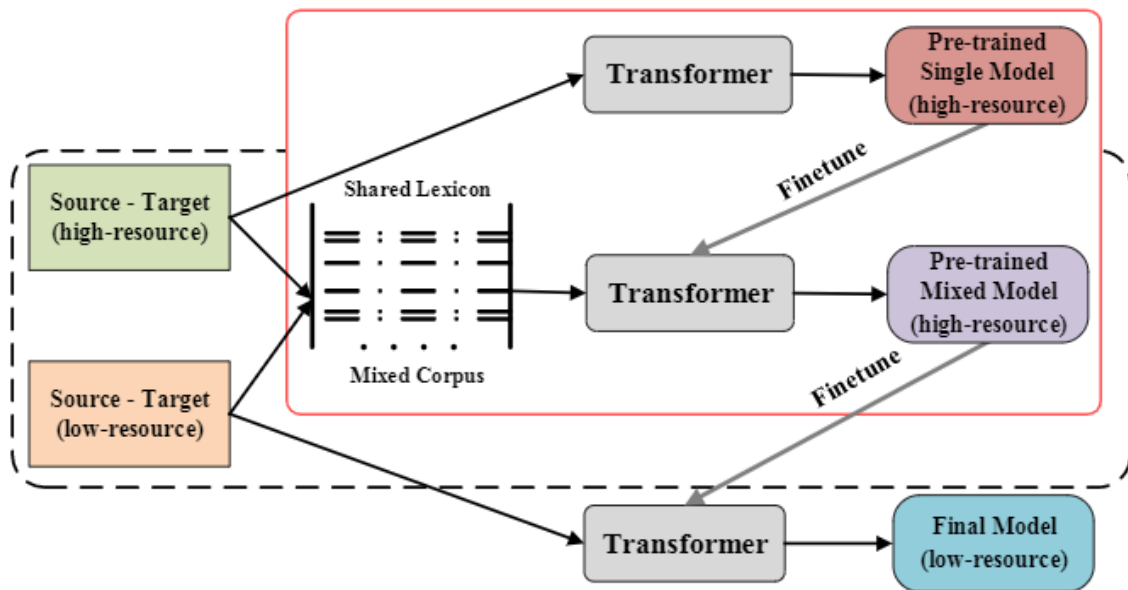 Transformer
Pre-trained
Single Model
(high-resource)
Finetune
Source - Target
(high-resource)
Shared Lexicon
Transformer
Pre-trained
Mixed Model
(high-resource)
Mixed Corpus
Finetune
Source - Target
(low-resource)
Transformer
Final Model
(low-resource)